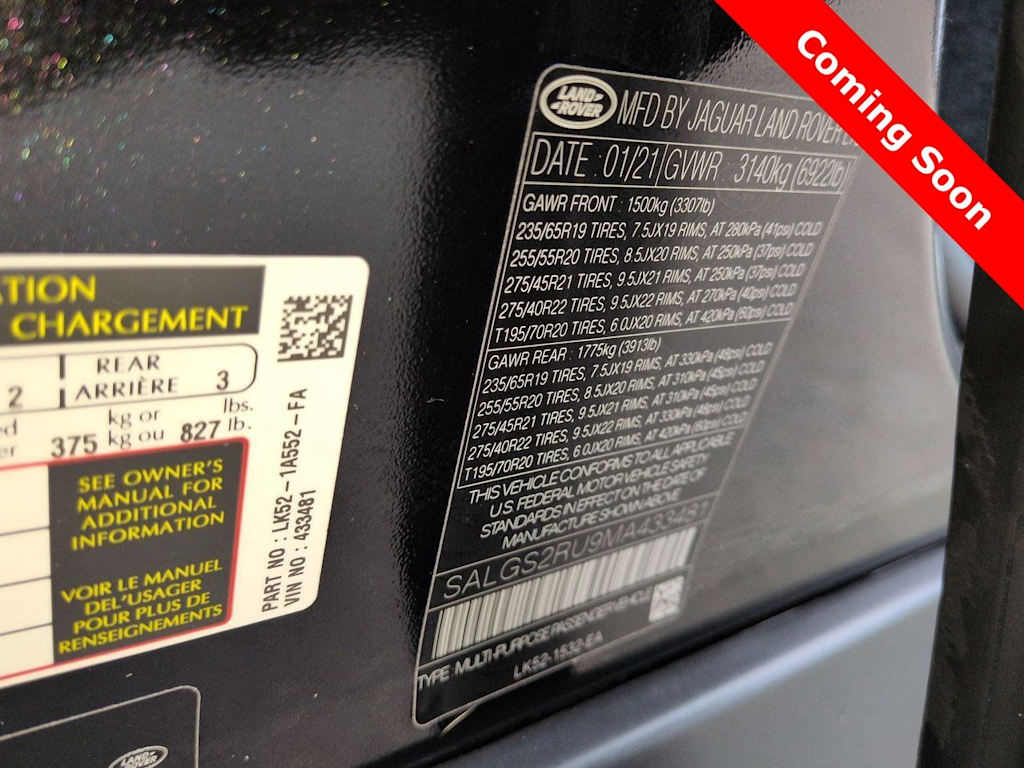 Coming Soon
LAND ROVER
MFD BY JAGUAR LAND ROVER
DATE : 01/21 GVWR : 3140kg (6922lb)
GAWR FRONT : 1500kg (3307lb)
235/65R19 TIRES, 7.5JX19 RIMS, AT 280kPa (41psi) COLD
255/55R20 TIRES, 8.5JX20 RIMS, AT 250kPa (37psi) COLD
275/45R21 TIRES, 9.5JX21 RIMS, AT 250kPa (37psi) COLD
275/40R22 TIRES, 9.5JX22 RIMS, AT 270kPa (40psi) COLD
T195/70R20 TIRES, 6.0JX20 RIMS, AT 420kPa (60psi) COLD
GAWR REAR : 1775kg (3913lb)
235/65R19 TIRES, 7.5JX19 RIMS, AT 330kPa (48psi) COLD
255/55R20 TIRES, 8.5JX20 RIMS, AT 310kPa (45psi) COLD
275/45R21 TIRES, 9.5JX21 RIMS, AT 310kPa (45psi) COLD
275/40R22 TIRES, 9.5JX22 RIMS, AT 330kPa (48psi) COLD
T195/70R20 TIRES, 6.0JX20 RIMS, AT 420kPa (60psi) COLD
THIS VEHICLE CONFORMS TO ALL APPLICABLE
U.S. FEDERAL MOTOR VEHICLE SAFETY
STANDARDS IN EFFECT ON THE DATE OF
MANUFACTURE SHOWN ABOVE
SALGS2RU9MA433481
TYPE MULTI-PURPOSE PASSENGER VEHICLE
LK52-1532-EA
ATION
CHARGEMENT
2 REAR
ARRIÈRE 3
375 kg or
kg ou 827 lbs.
lb.
SEE OWNER'S
MANUAL FOR
ADDITIONAL
INFORMATION
VOIR LE MANUEL
DEL'USAGER
POUR PLUS DE
RENSEIGNEMENTS
PART NO : LK52-1A552-FA
VIN NO : 433481
LAND ROVER